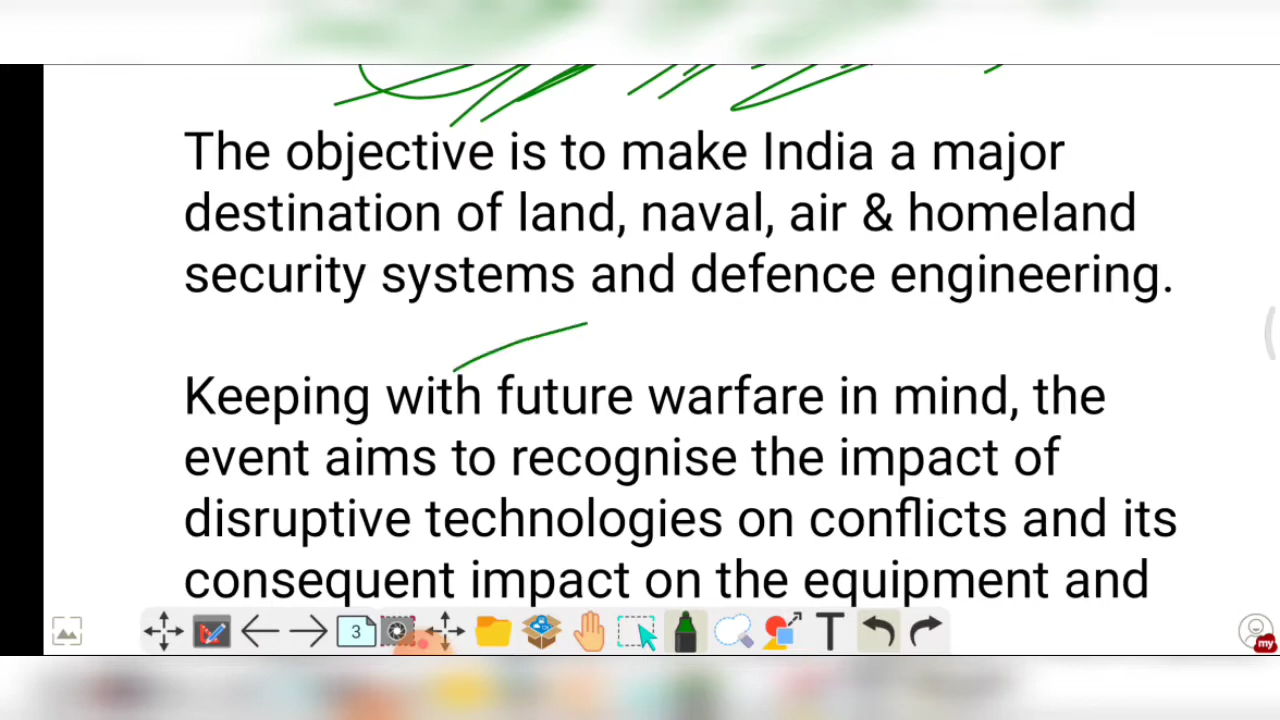 The objective is to make India a major
destination of land, naval, air & homeland
security systems and defence engineering.
Keeping with future warfare in mind, the
event aims to recognise the impact of
disruptive technologies on conflicts and its
consequent impact on the equipment and
3
T
my